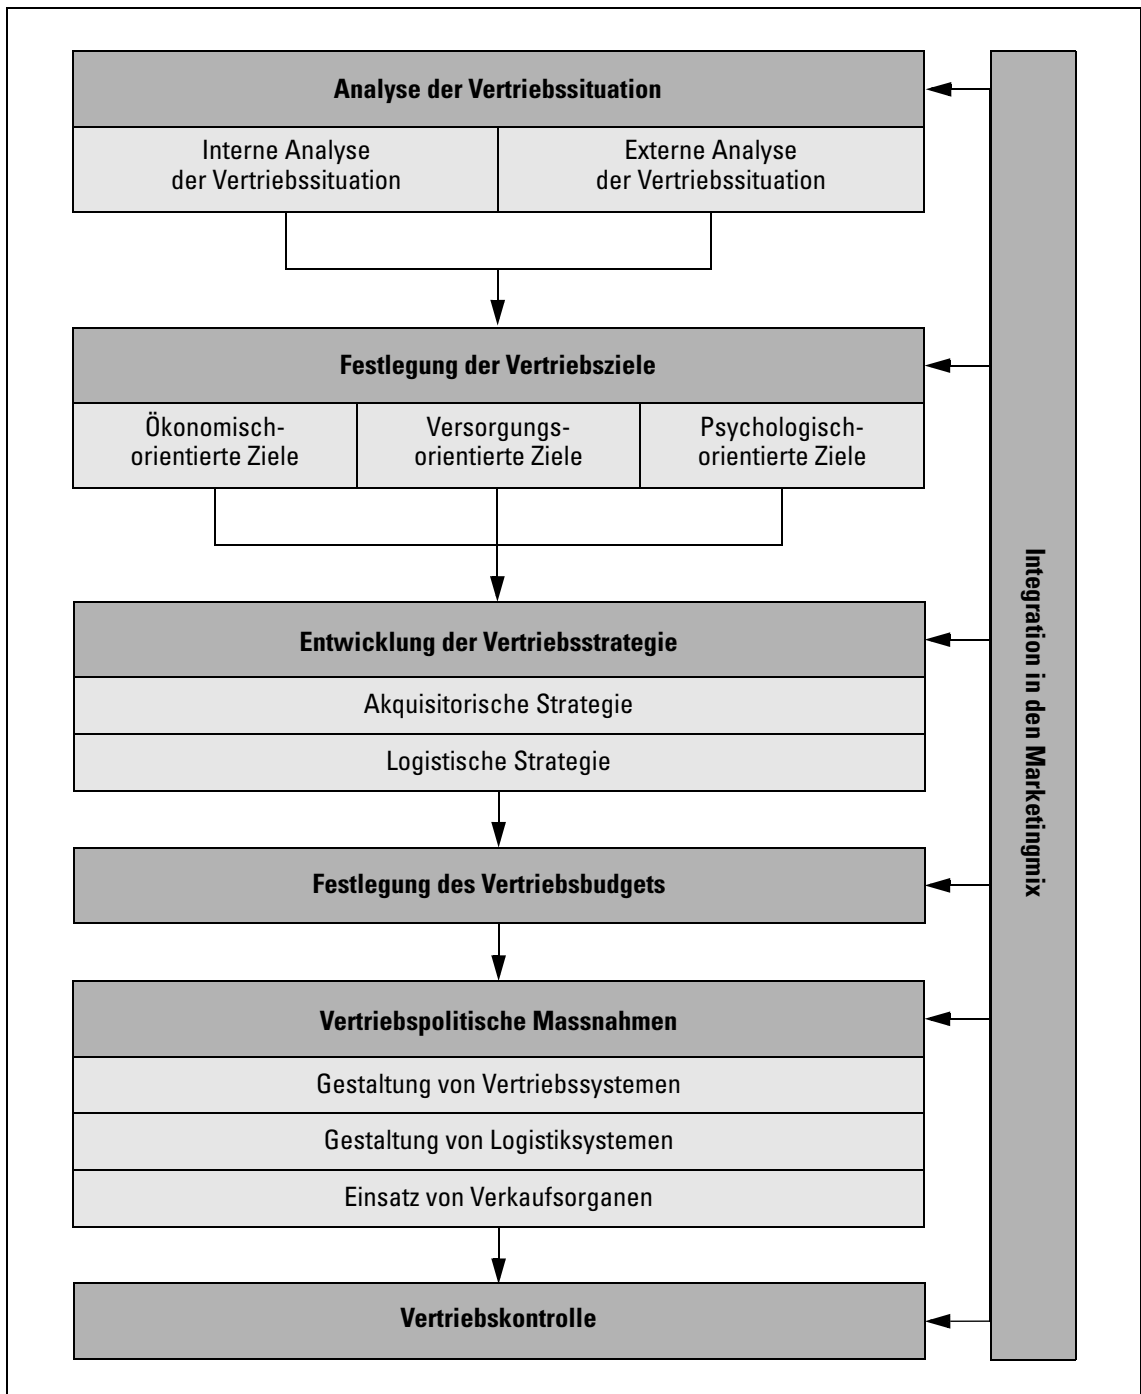 Analyse der Vertriebssituation
Interne Analyse
der Vertriebssituation
Externe Analyse
der Vertriebssituation
Festlegung der Vertriebsziele
Ökonomisch-
orientierte Ziele
Versorgungs-
orientierte Ziele
Psychologisch-
orientierte Ziele
Entwicklung der Vertriebsstrategie
Akquisitorische Strategie
Logistische Strategie
Festlegung des Vertriebsbudgets
Vertriebspolitische Massnahmen
Gestaltung von Vertriebssystemen
Gestaltung von Logistiksystemen
Einsatz von Verkaufsorganen
Vertriebskontrolle
Integration in den Marketingmix